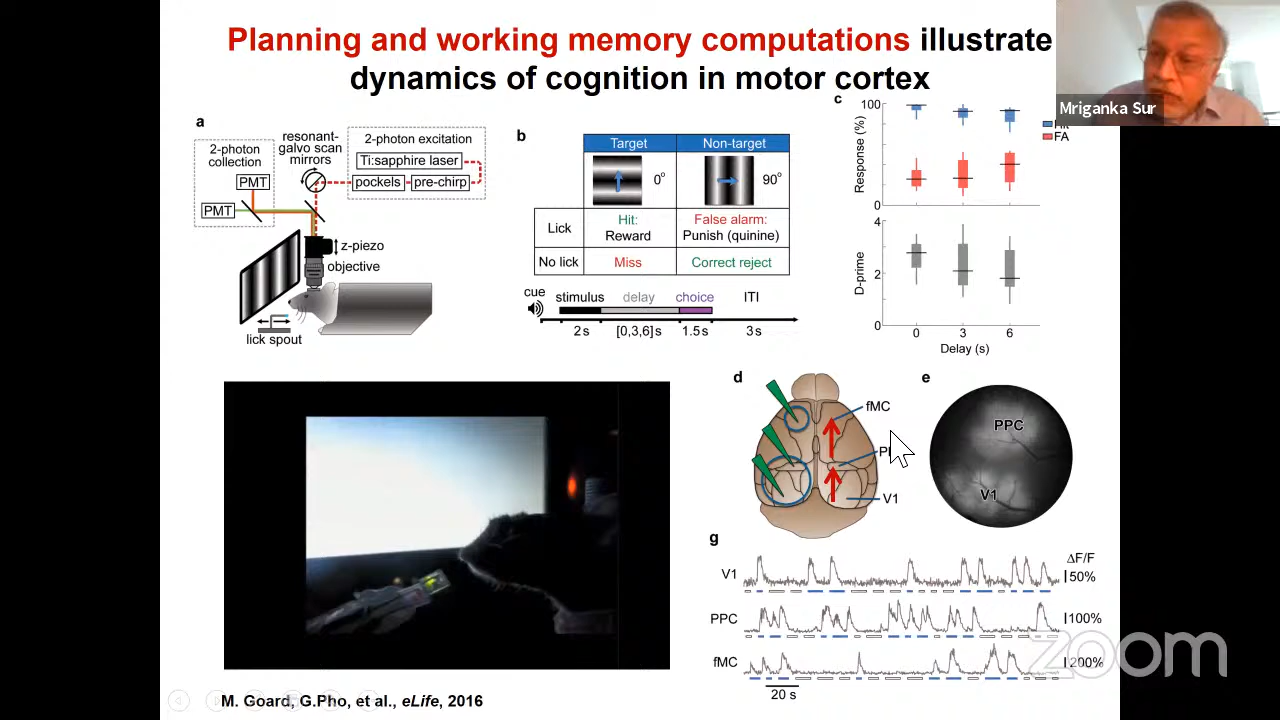 Planning and working memory computations illustrate
dynamics of cognition in motor cortex
Mriganka Sur
a
2-photon
collection
PMT
PMT
resonant-
galvo scan
mirrors
2-photon excitation
Ti:sapphire laser
pockels
pre-chirp
z-piezo
objective
lick spout
b
Target
Non-target
0°
90°
Lick
Hit:
Reward
False alarm:
Punish (quinine)
No lick
Miss
Correct reject
cue
stimulus
delay
choice
ITI
2 s
[0,3,6] s
1.5 s
3 s
c
100
Response (%)
0
FA
4
D-prime
2
0
0
3
6
Delay (s)
d
fMC
V1
e
PPC
V1
g
V1
ΔF/F
50%
PPC
100%
fMC
200%
20 s
zoom
M. Goard, G.Pho, et al., eLife, 2016